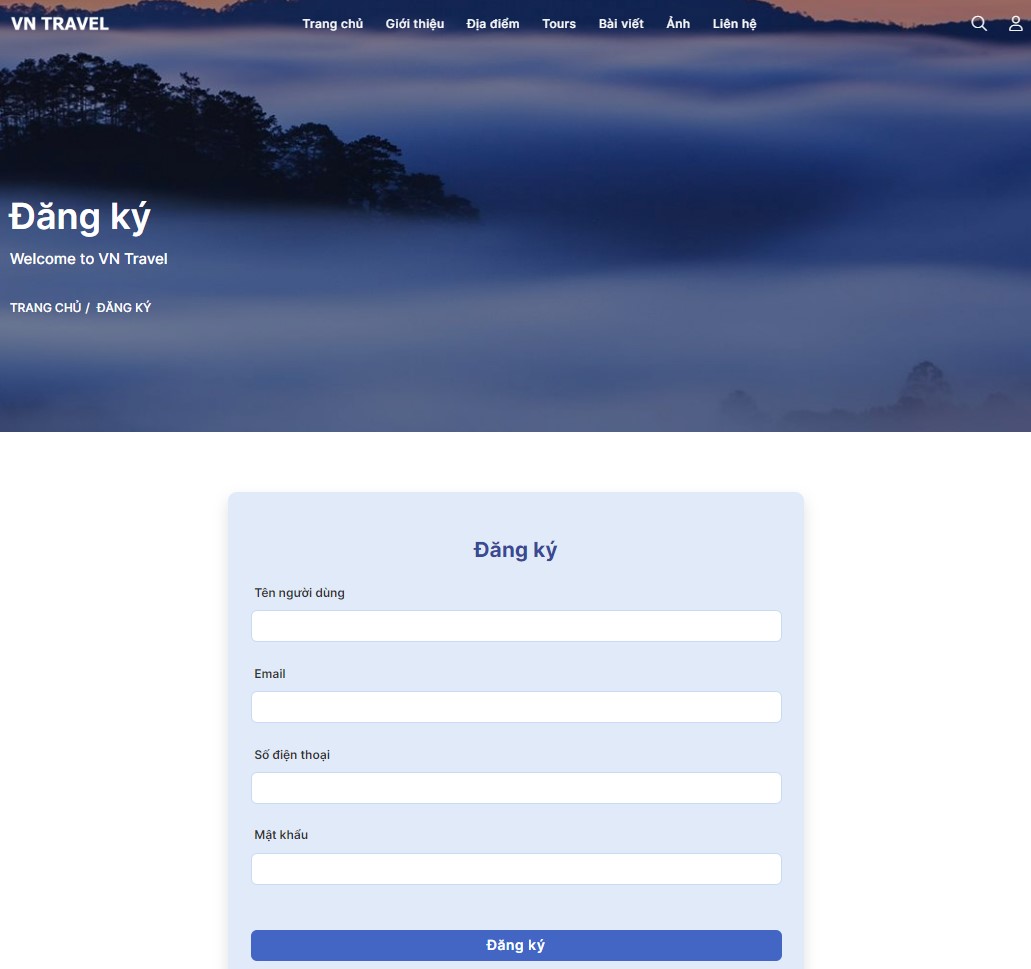 VN TRAVEL
Trang chủ Giới thiệu Địa điểm Tours Bài viết Ảnh Liên hệ
Đăng ký
Welcome to VN Travel
TRANG CHỦ / ĐĂNG KÝ
Đăng ký
Tên người dùng
Email
Số điện thoại
Mật khẩu
Đăng ký